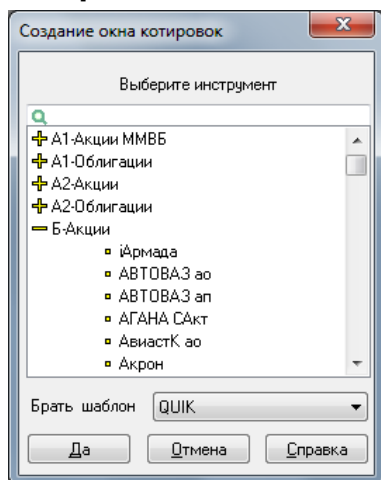 Создание окна котировок
Выберите инструмент
А1-Акции ММВБ
А1-Облигации
А2-Акции
А2-Облигации
Б-Акции
iАрмада
АВТОВАЗ ао
АВТОВАЗ ап
АГАНА САкт
АвиастК ао
Акрон
Брать шаблон QUIK
Да Отмена Справка